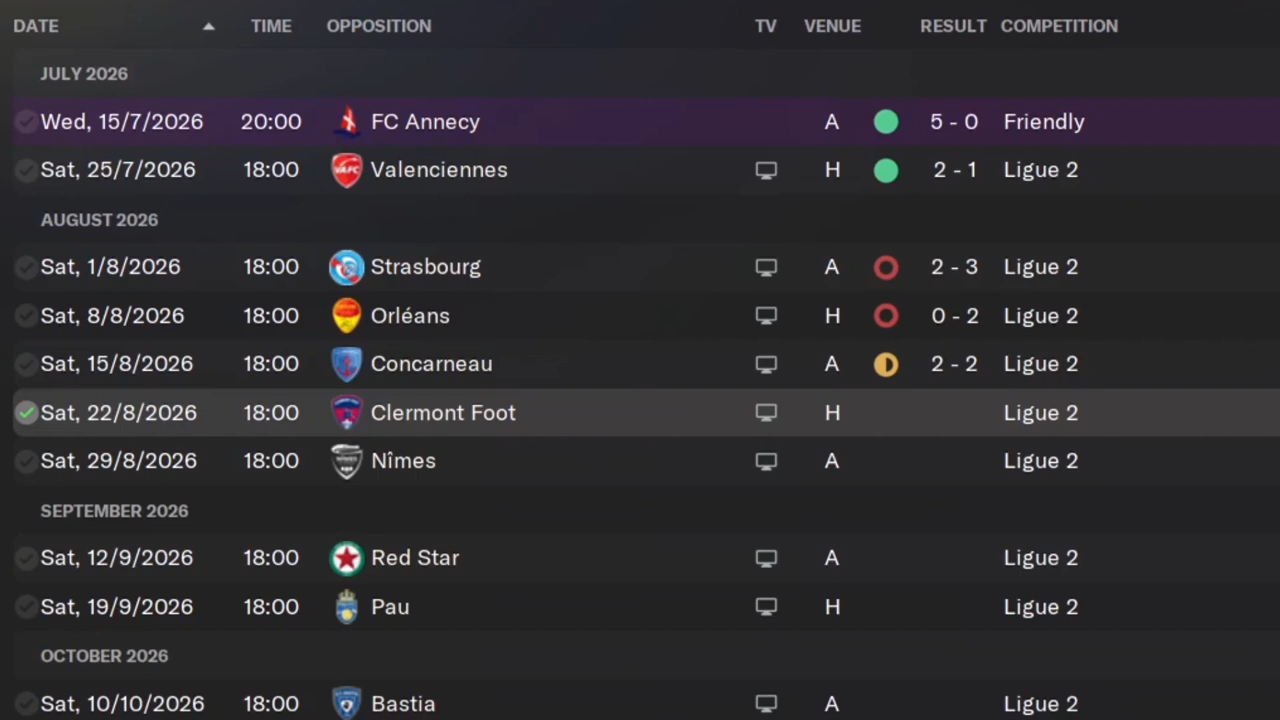 DATE TIME OPPOSITION TV VENUE RESULT COMPETITION
JULY 2026
Wed, 15/7/2026 20:00 FC Annecy A 5 - 0 Friendly
Sat, 25/7/2026 18:00 VAFC Valenciennes H 2 - 1 Ligue 2
AUGUST 2026
Sat, 1/8/2026 18:00 Strasbourg A 2 - 3 Ligue 2
Sat, 8/8/2026 18:00 Orléans H 0 - 2 Ligue 2
Sat, 15/8/2026 18:00 Concarneau A 2 - 2 Ligue 2
Sat, 22/8/2026 18:00 Clermont Foot H Ligue 2
Sat, 29/8/2026 18:00 Nîmes A Ligue 2
SEPTEMBER 2026
Sat, 12/9/2026 18:00 Red Star A Ligue 2
Sat, 19/9/2026 18:00 Pau H Ligue 2
OCTOBER 2026
Sat, 10/10/2026 18:00 Bastia A Ligue 2